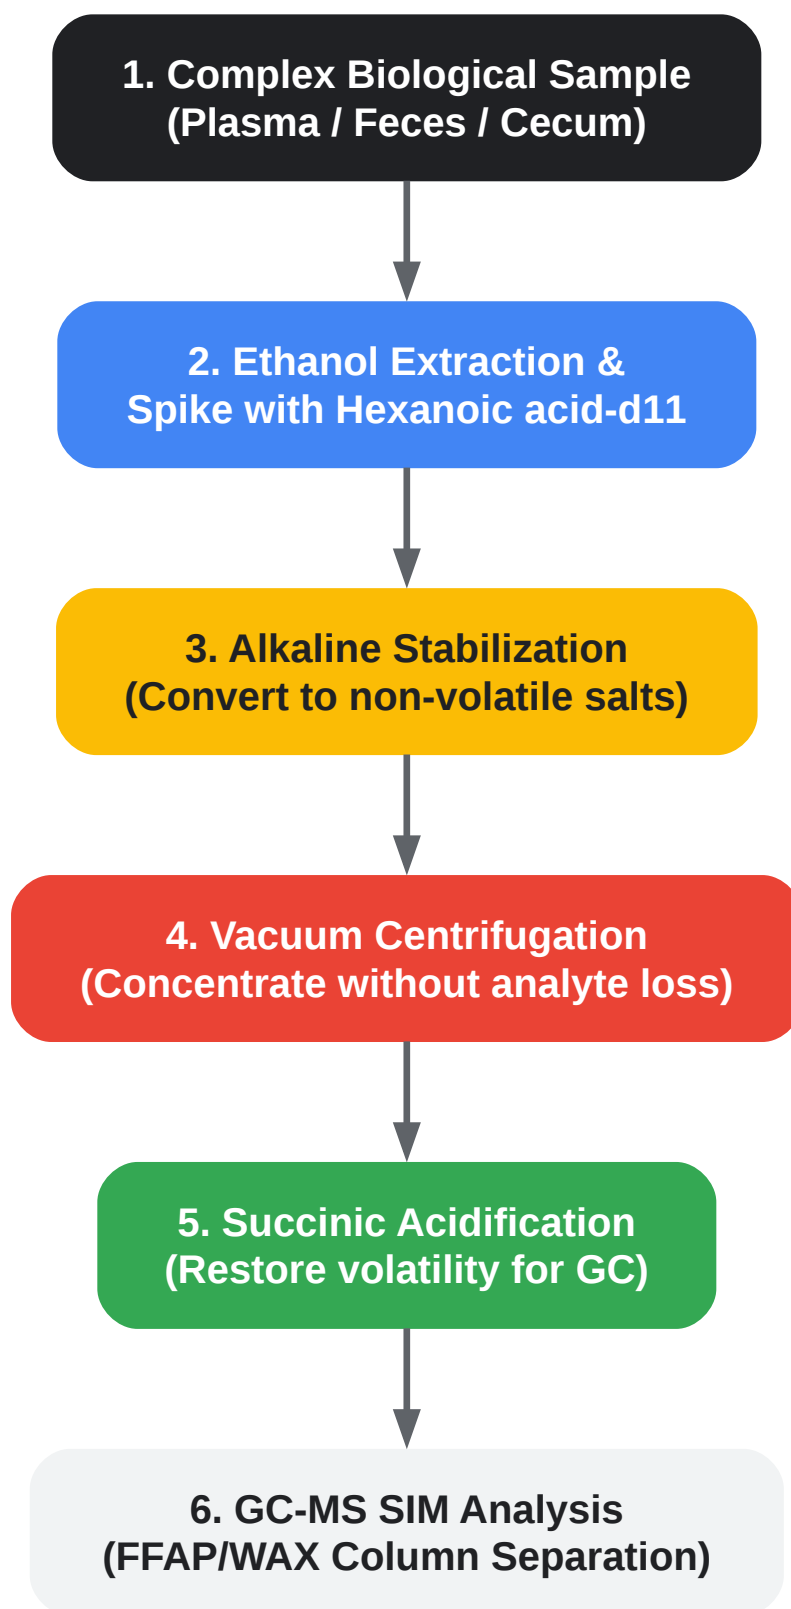 1. Complex Biological Sample
(Plasma / Feces / Cecum)
2. Ethanol Extraction &
Spike with Hexanoic acid-d11
3. Alkaline Stabilization
(Convert to non-volatile salts)
4. Vacuum Centrifugation
(Concentrate without analyte loss)
5. Succinic Acidification
(Restore volatility for GC)
6. GC-MS SIM Analysis
(FFAP/WAX Column Separation)